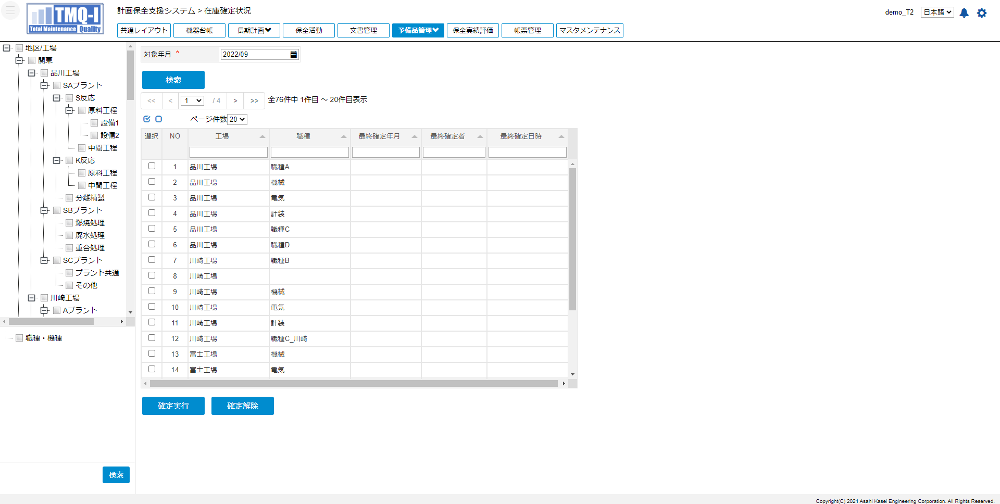 TMQ-I
Total Maintenance Quality
計画保全支援システム > 在庫確定状況
demo_T2 日本語
共通レイアウト 機器台帳 長期計画 保全活動 文書管理 予備品管理 保全実績評価 帳票管理 マスタメンテナンス
地区/工場
関東
品川工場
SAプラント
S反応
原料工程
設備1
設備2
中間工程
K反応
原料工程
中間工程
分離精製
SBプラント
燃焼処理
廃水処理
重合処理
SCプラント
プラント共通
その他
川崎工場
Aプラント
職種・機種
検索
対象年月 * 2022/09
検索
<< < 1 / 4 > >> 全76件中 1件目 ～ 20件目表示
ページ件数 20
選択 NO 工場 職種 最終確定年月 最終確定者 最終確定日時
1 品川工場 職種A
2 品川工場 機械
3 品川工場 電気
4 品川工場 計装
5 品川工場 職種C
6 品川工場 職種D
7 川崎工場 職種B
8 川崎工場
9 川崎工場 機械
10 川崎工場 電気
11 川崎工場 計装
12 川崎工場 職種C_川崎
13 富士工場 機械
14 富士工場 電気
確定実行 確定解除
Copyright(C) 2021 Asahi Kasei Engineering Corporation. All Rights Reserved.